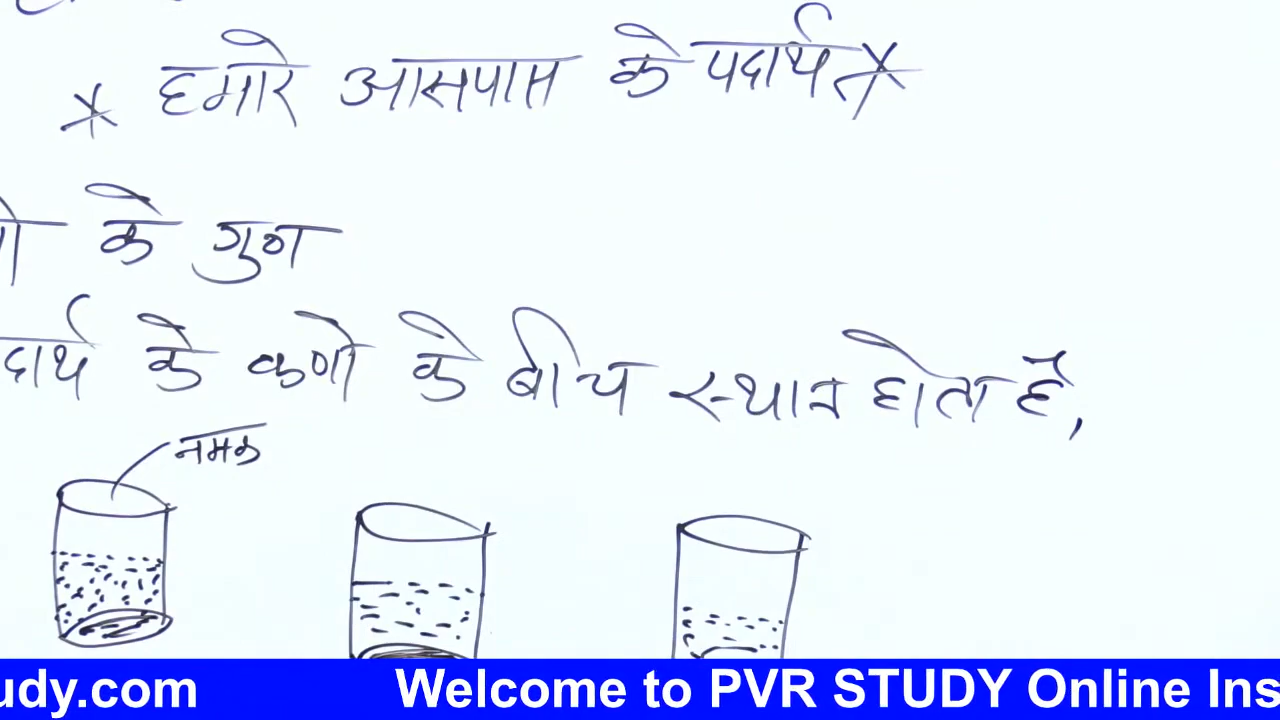 * हमारे आसपास के पदार्थ *
के गुण
दार्थ के कणो के बीच स्थान होता है,
नमक
udy.com Welcome to PVR STUDY Online Ins